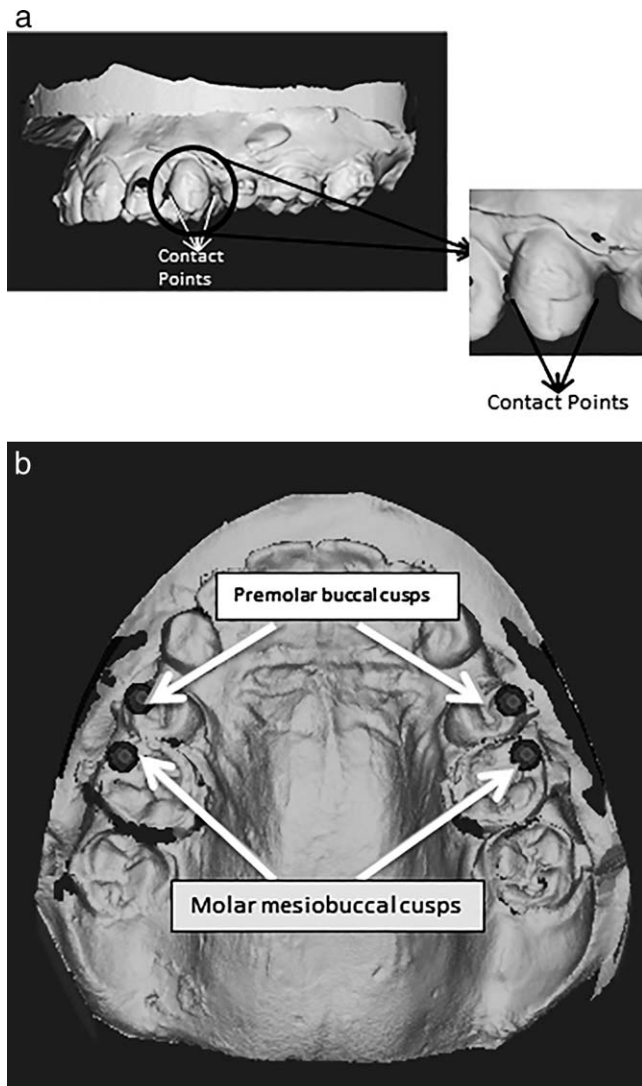 a
Contact
Points
Contact Points
b
Premolar buccal cusps
Molar mesiobuccal cusps